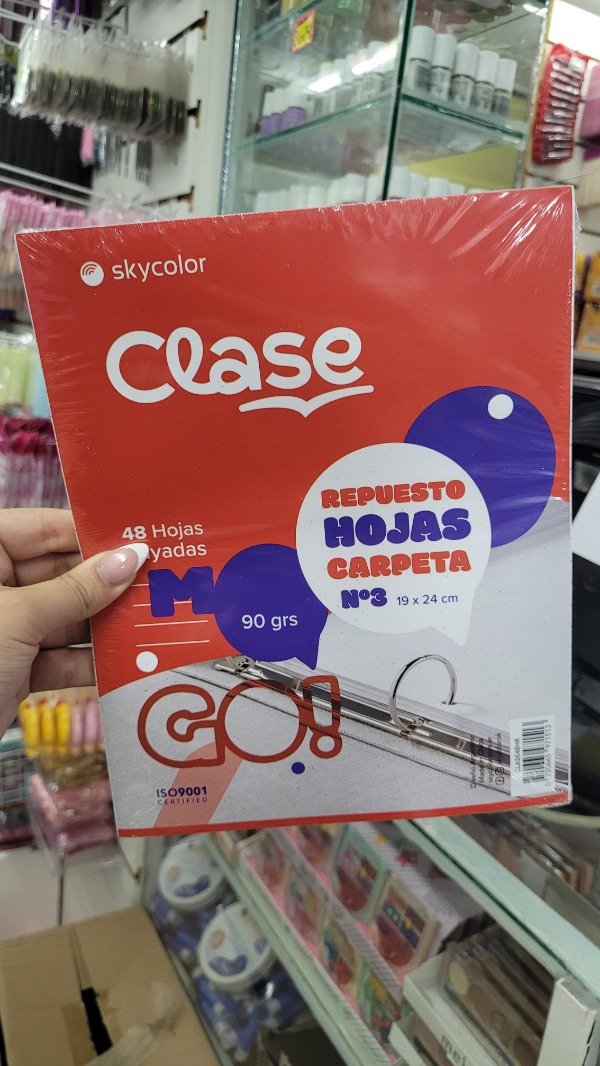 skycolor
Clase
REPUESTO
HOJAS
CARPETA
Nº3 19 x 24 cm
48 Hojas
yadas
M
90 grs
GO!
ISO9001
CERTIFIED